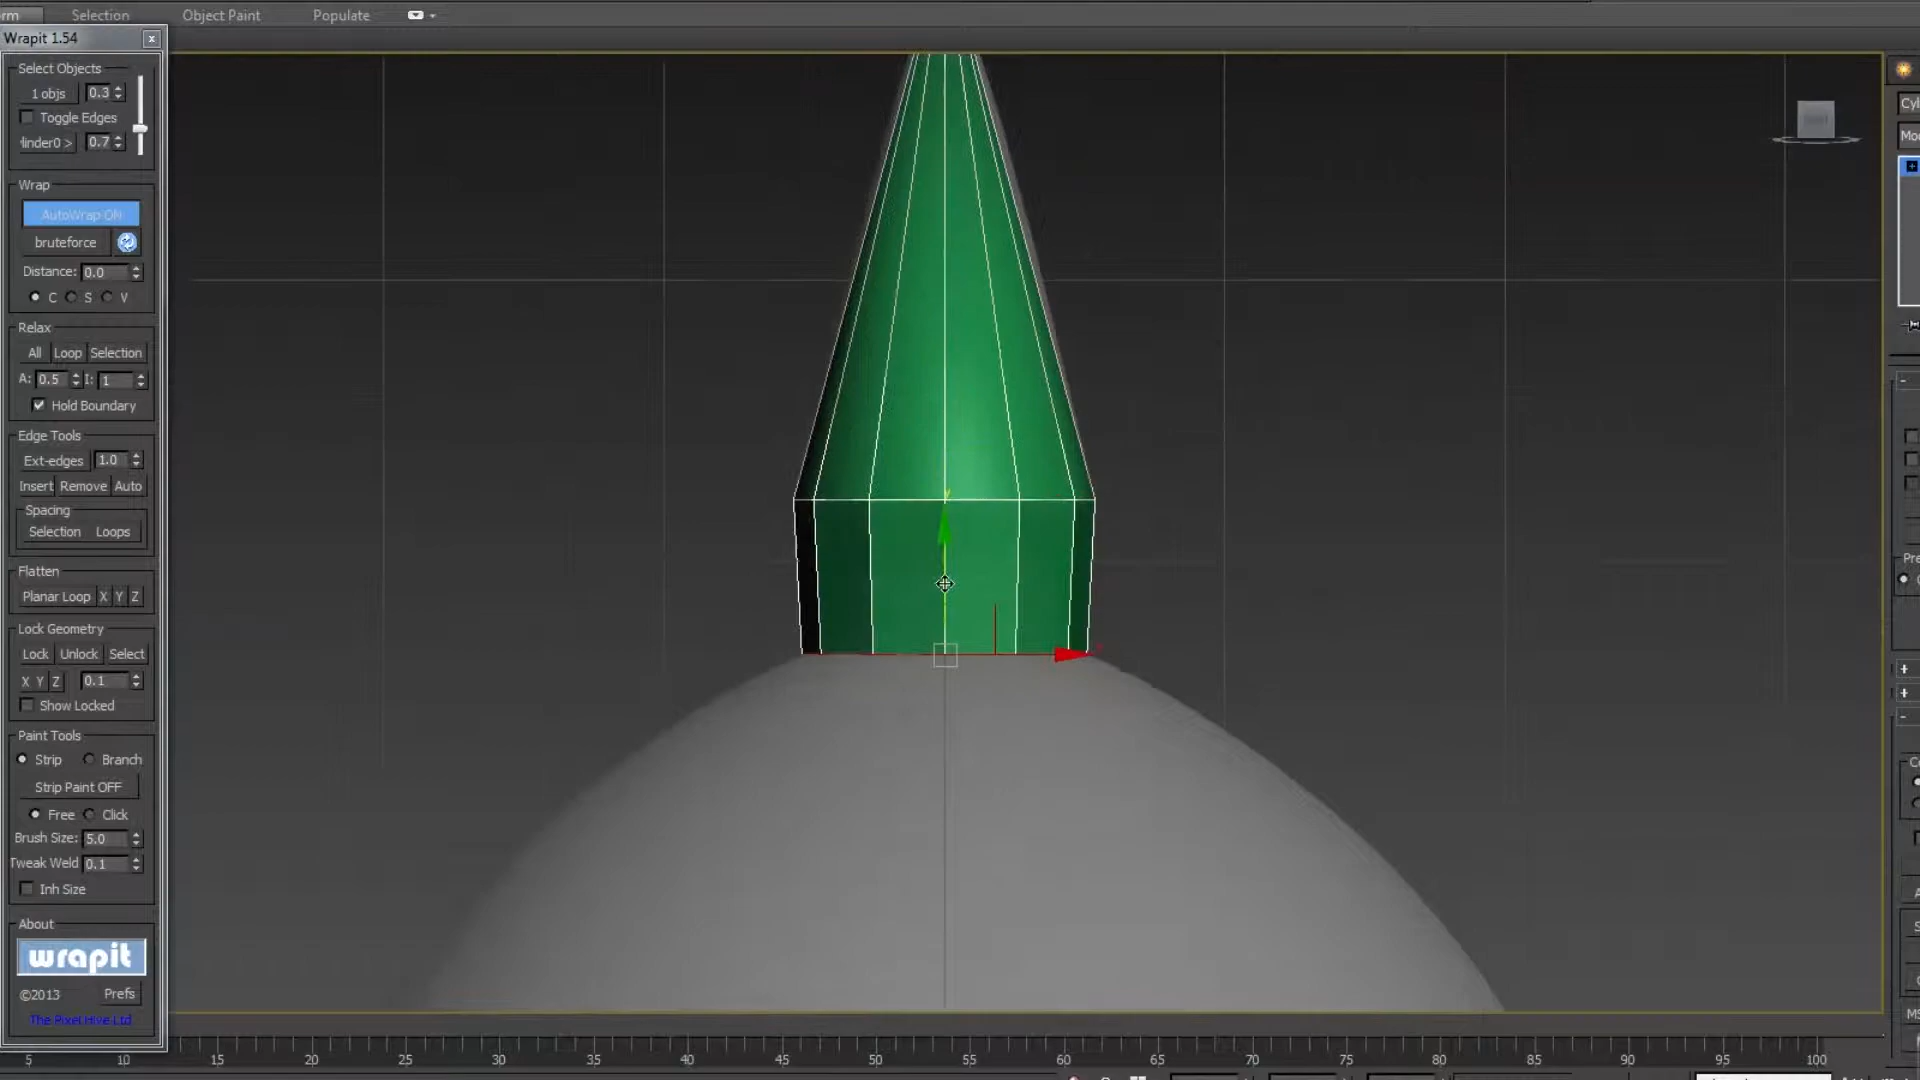 rm Selection Object Paint Populate
Wrapit 1.54 x
Select Objects
1 objs 0.3
Toggle Edges
linder0 > 0.7
Wrap
AutoWrap ON
bruteforce
Distance: 0.0
C S V
Relax
All Loop Selection
A: 0.5 I: 1
Hold Boundary
Edge Tools
Ext-edges 1.0
Insert Remove Auto
Spacing
Selection Loops
Flatten
Planar Loop X Y Z
Lock Geometry
Lock Unlock Select
X Y Z 0.1
Show Locked
Paint Tools
Strip Branch
Strip Paint OFF
Free Click
Brush Size: 5.0
Tweak Weld 0.1
Inh Size
About
wrapit
©2013 Prefs
The Pixel Hive Ltd
Cyl
Mod
Pre
Co
MS
5 10 15 20 25 30 35 40 45 50 55 60 65 70 75 80 85 90 95 100